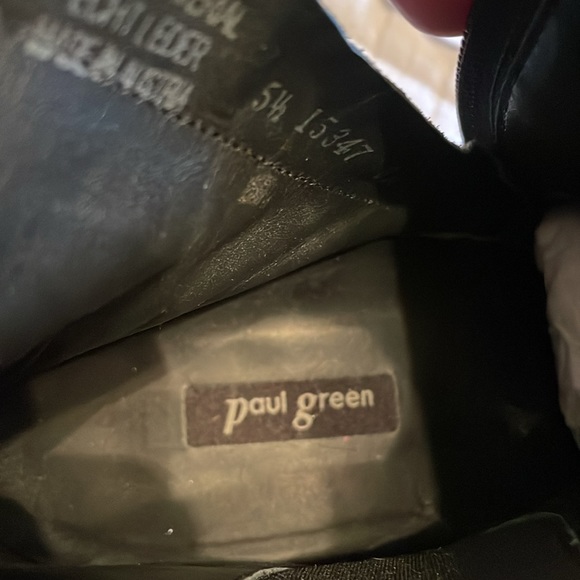 ECHT LEDER
MADE IN AUSTRIA
5½ 15347
paul green